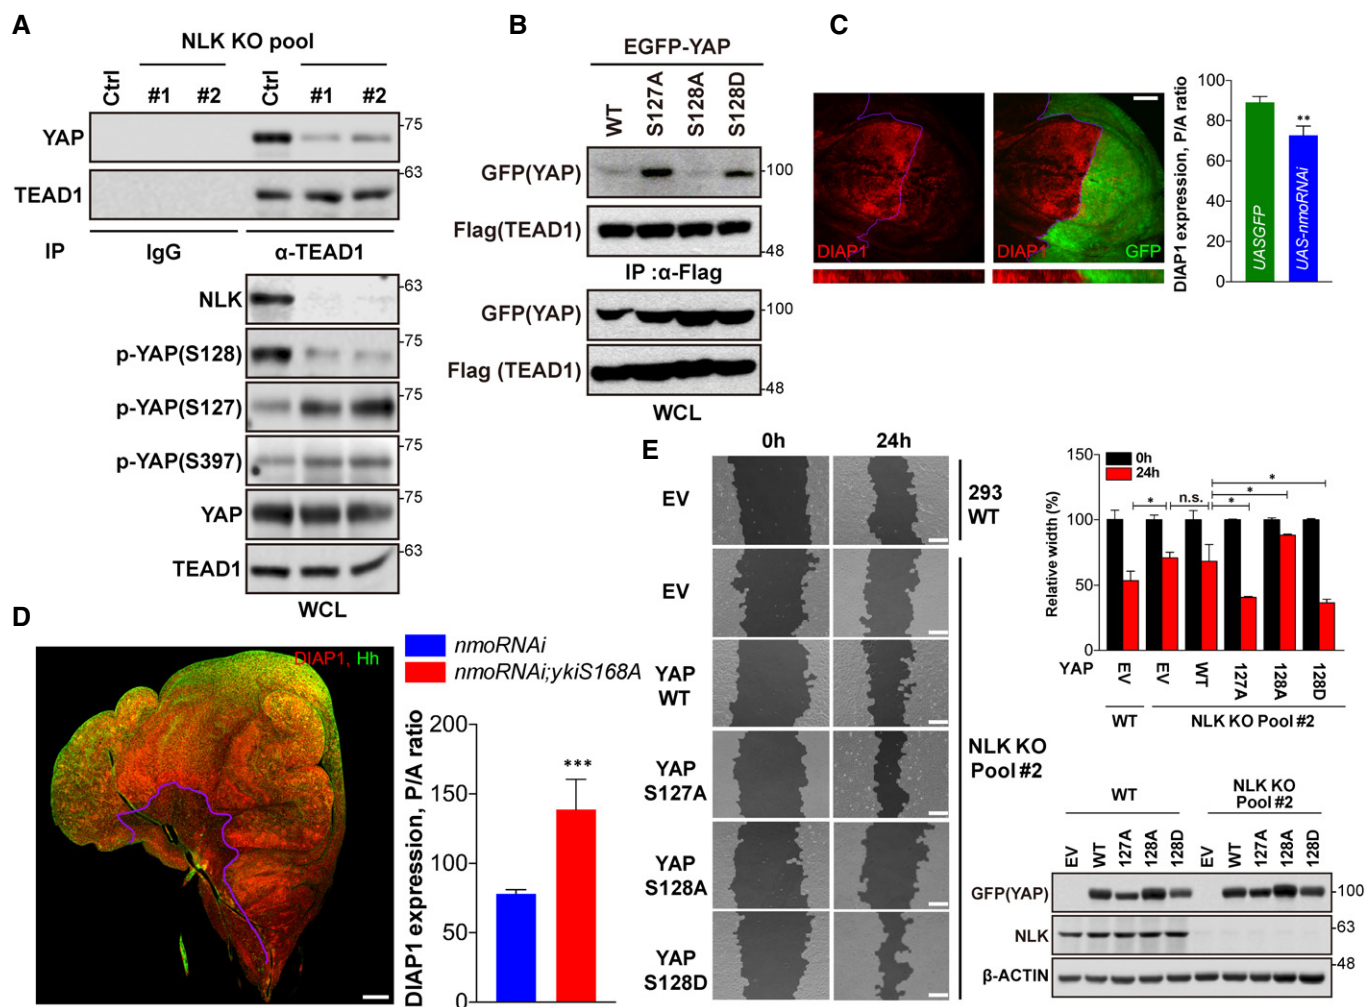 A
NLK KO pool
Ctrl #1 #2 Ctrl #1 #2
YAP
-75
TEAD1
-63
IP IgG α-TEAD1
NLK
-63
p-YAP(S128)
-75
p-YAP(S127)
-75
p-YAP(S397)
-75
YAP
-75
TEAD1
-63
WCL
B
EGFP-YAP
WT S127A S128A S128D
GFP(YAP)
-100
Flag(TEAD1)
-48
IP :α-Flag
GFP(YAP)
-100
Flag (TEAD1)
-48
WCL
C
DIAP1
DIAP1 GFP
DIAP1 expression, P/A ratio
100
80
60
40
20
0
**
UASGFP
UAS-nmoRNAi
D
DIAP1, Hh
nmoRNAi
nmoRNAi;ykiS168A
DIAP1 expression, P/A ratio
200
150
100
50
0
***
E
0h 24h
EV
293 WT
EV
YAP WT
YAP S127A
YAP S128A
YAP S128D
NLK KO Pool #2
0h
24h
Relative width (%)
150
100
50
0
* n.s. * * *
YAP EV EV WT 127A 128A 128D
WT NLK KO Pool #2
WT NLK KO Pool #2
EV WT 127A 128A 128D EV WT 127A 128A 128D
GFP(YAP)
-100
NLK
-63
-48
β-ACTIN